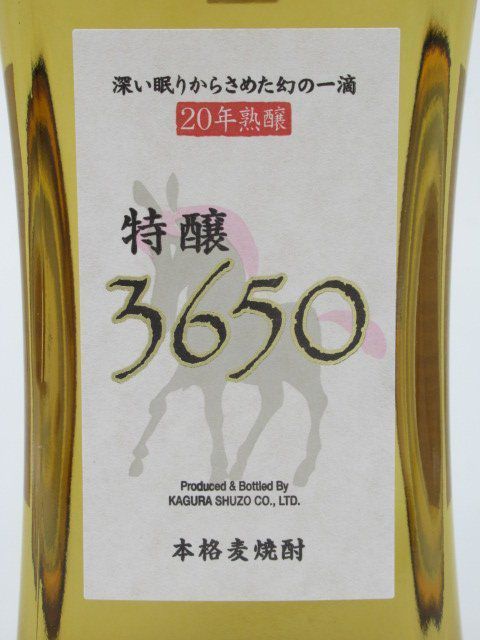 深い眠りからさめた幻の一滴
20年熟醸
特醸
3650
Produced & Bottled By
KAGURA SHUZO CO., LTD.
本格麦焼酎